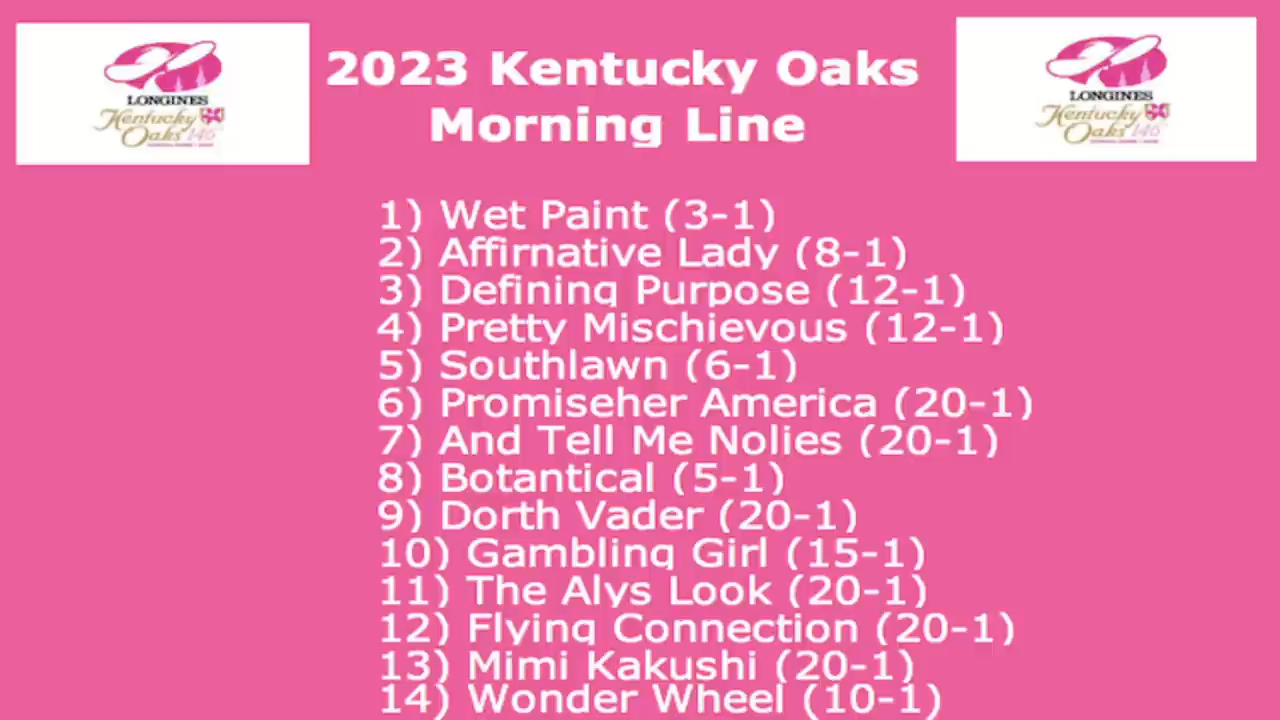 LONGINES
Kentucky
Oaks 146
2023 Kentucky Oaks
Morning Line
LONGINES
Kentucky
Oaks 146
1) Wet Paint (3-1)
2) Affirnative Lady (8-1)
3) Defining Purpose (12-1)
4) Pretty Mischievous (12-1)
5) Southlawn (6-1)
6) Promiseher America (20-1)
7) And Tell Me Nolies (20-1)
8) Botantical (5-1)
9) Dorth Vader (20-1)
10) Gambling Girl (15-1)
11) The Alys Look (20-1)
12) Flying Connection (20-1)
13) Mimi Kakushi (20-1)
14) Wonder Wheel (10-1)